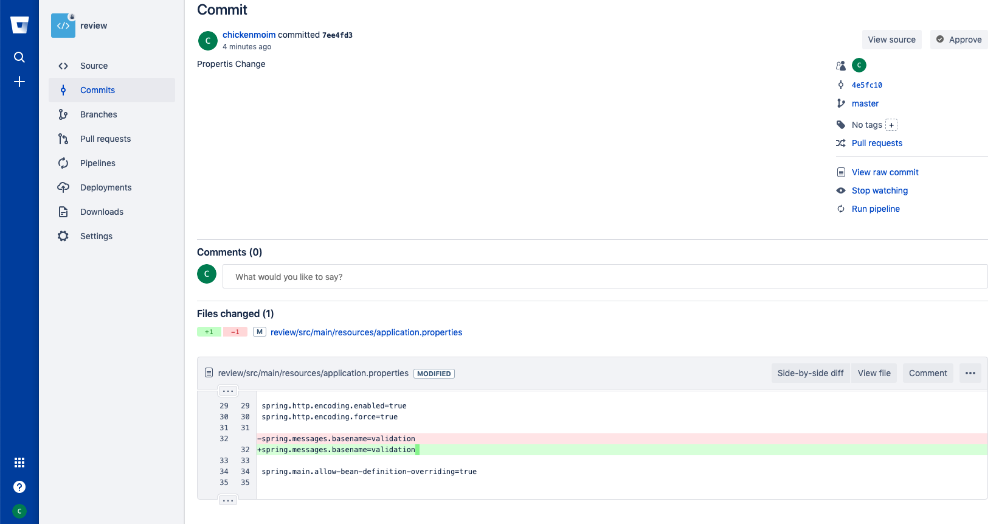 review
Source
Commits
Branches
Pull requests
Pipelines
Deployments
Downloads
Settings
C
Commit
C
chickenmoim committed 7ee4fd3
4 minutes ago
View source
Approve
Propertis Change
C
4e5fc10
master
No tags +
Pull requests
View raw commit
Stop watching
Run pipeline
Comments (0)
C
What would you like to say?
Files changed (1)
+1 -1 M review/src/main/resources/application.properties
review/src/main/resources/application.properties MODIFIED
Side-by-side diff View file Comment •••
...
29 29 spring.http.encoding.enabled=true
30 30 spring.http.encoding.force=true
31 31
32 -spring.messages.basename=validation
32 +spring.messages.basename=validation
33 33
34 34 spring.main.allow-bean-definition-overriding=true
35 35
...